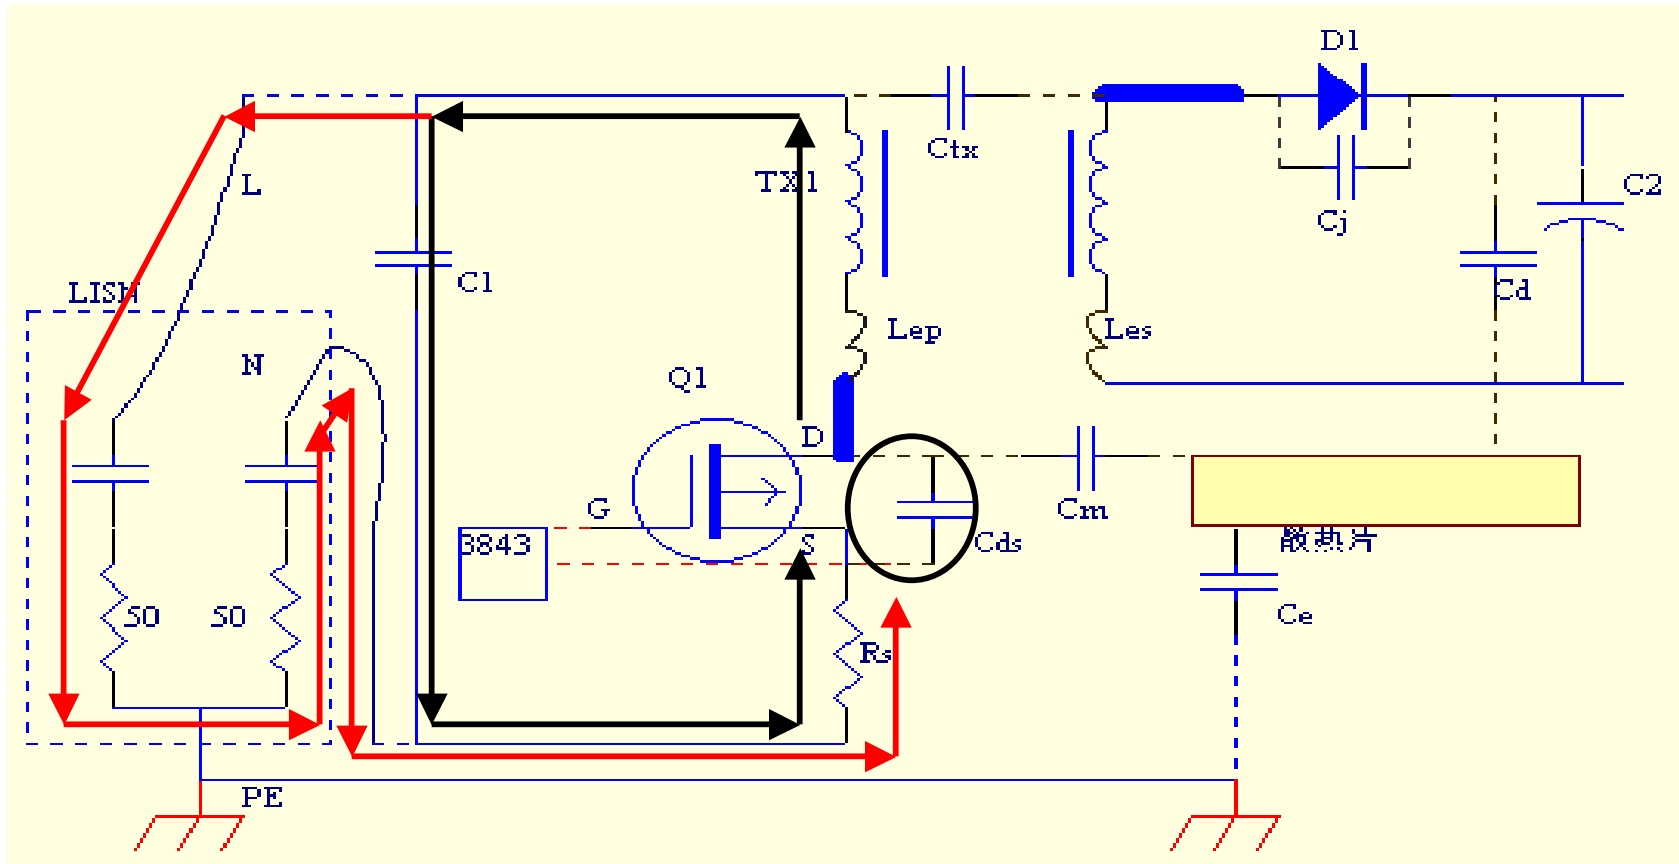 D1
Ctx
TX1
L
Cj
C2
C1
Cd
LISN
Lep
Les
N
Q1
D
G
Cm
3843
S
Cds
散热片
50
50
Ce
Rs
PE